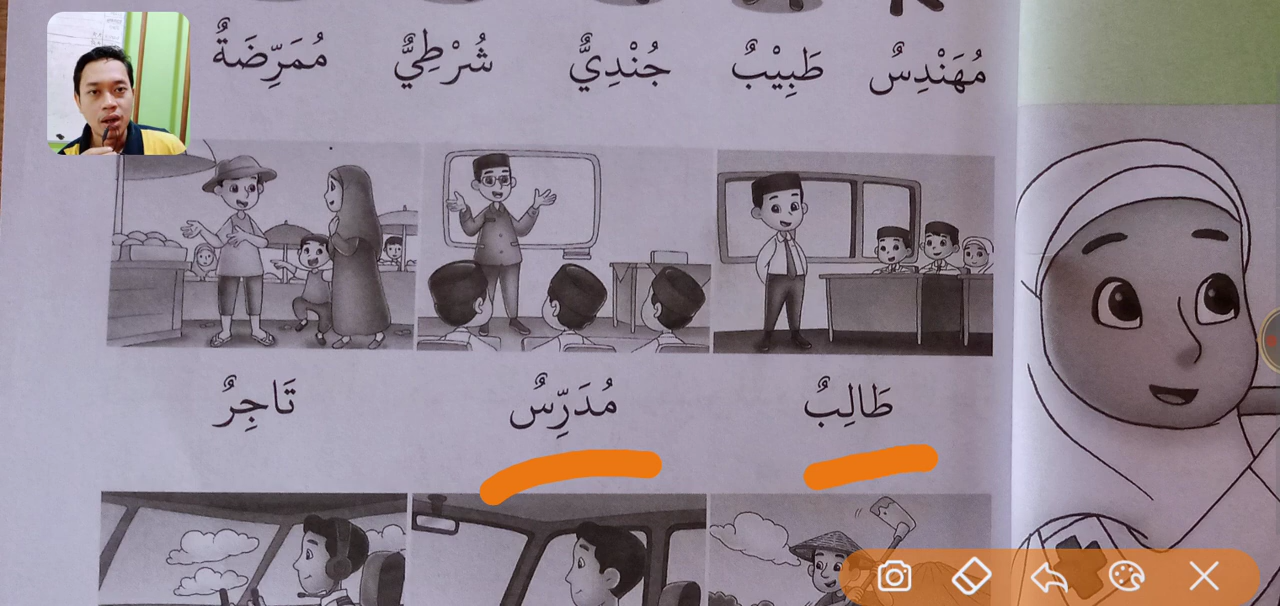 مُهَنْدِسٌ طَبِيْبٌ جُنْدِيٌّ شُرْطِيٌّ مُمَرِّضَةٌ
طَالِبٌ مُدَرِّسٌ تَاجِرٌ